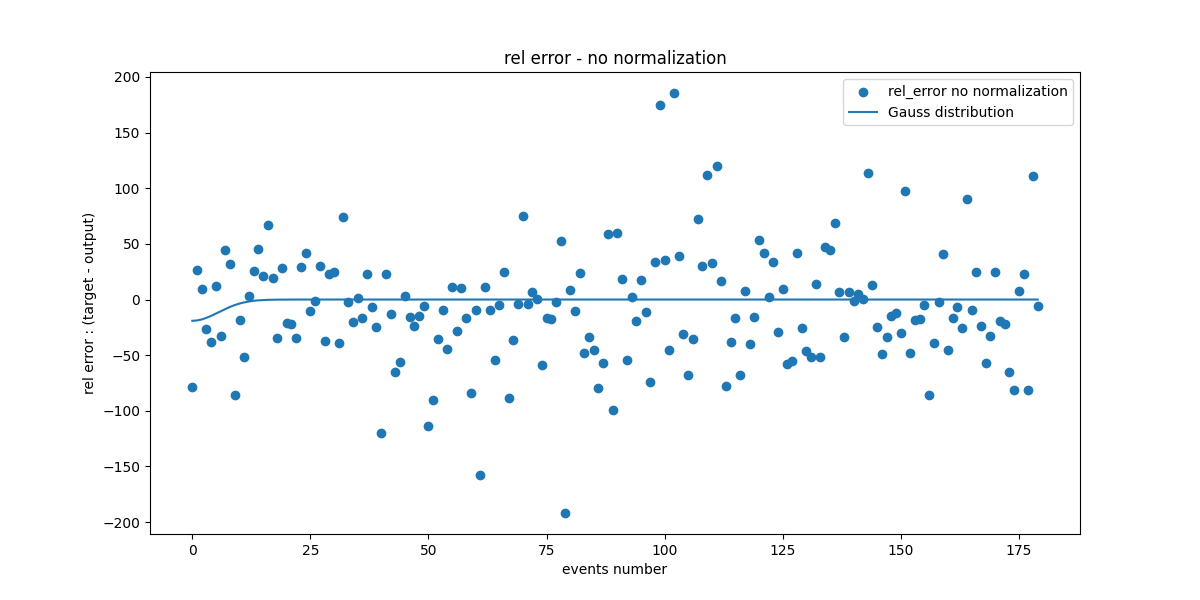 rel error - no normalization
rel_error no normalization
Gauss distribution
rel error : (target - output)
200
150
100
50
0
−50
−100
−150
−200
0 25 50 75 100 125 150 175
events number